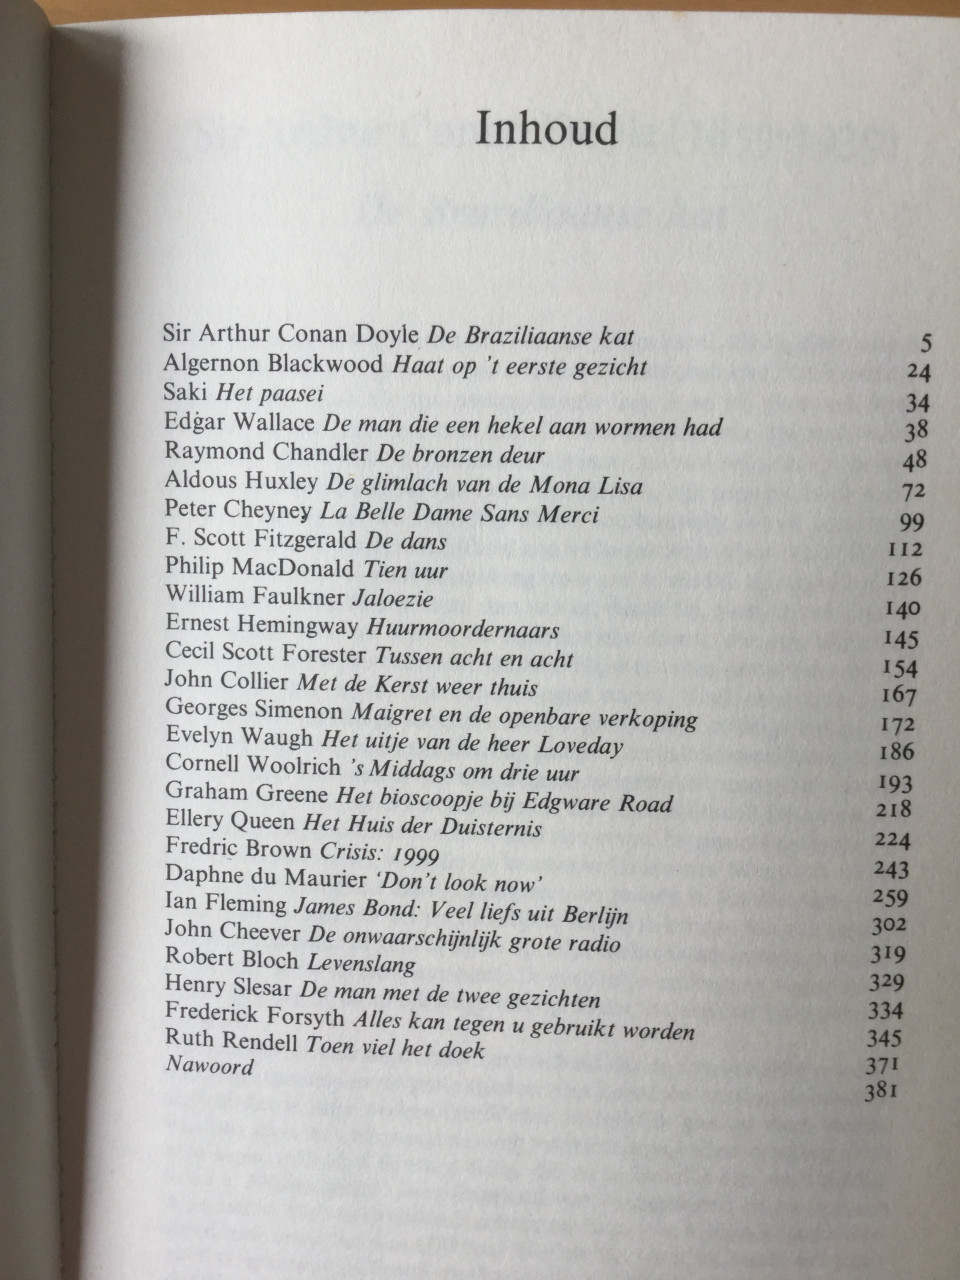 Inhoud
Sir Arthur Conan Doyle De Braziliaanse kat 5
Algernon Blackwood Haat op 't eerste gezicht 24
Saki Het paasei 34
Edgar Wallace De man die een hekel aan wormen had 38
Raymond Chandler De bronzen deur 48
Aldous Huxley De glimlach van de Mona Lisa 72
Peter Cheyney La Belle Dame Sans Merci 99
F. Scott Fitzgerald De dans 112
Philip MacDonald Tien uur 126
William Faulkner Jaloezie 140
Ernest Hemingway Huurmoordernaars 145
Cecil Scott Forester Tussen acht en acht 154
John Collier Met de Kerst weer thuis 167
Georges Simenon Maigret en de openbare verkoping 172
Evelyn Waugh Het uitje van de heer Loveday 186
Cornell Woolrich 's Middags om drie uur 193
Graham Greene Het bioscoopje bij Edgware Road 218
Ellery Queen Het Huis der Duisternis 224
Fredric Brown Crisis: 1999 243
Daphne du Maurier ‘Don't look now’ 259
Ian Fleming James Bond: Veel liefs uit Berlijn 302
John Cheever De onwaarschijnlijk grote radio 319
Robert Bloch Levenslang 329
Henry Slesar De man met de twee gezichten 334
Frederick Forsyth Alles kan tegen u gebruikt worden 345
Ruth Rendell Toen viel het doek 371
Nawoord 381